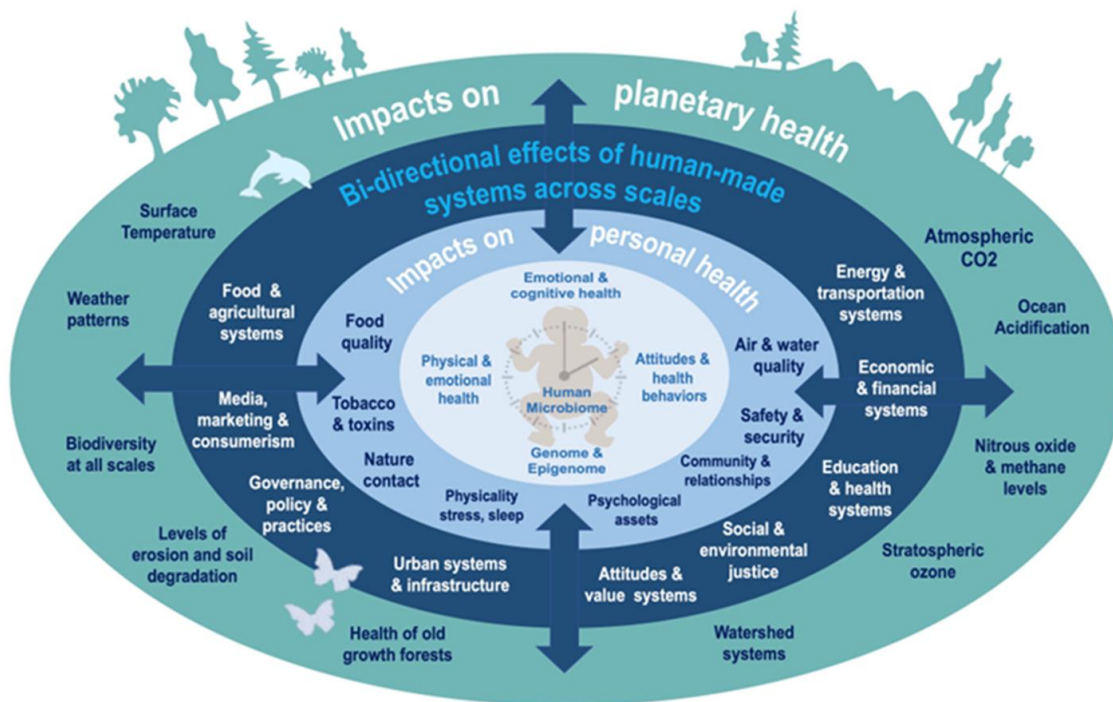 Impacts on planetary health
Bi-directional effects of human-made
systems across scales
Impacts on personal health
Surface
Temperature
Weather
patterns
Biodiversity
at all scales
Levels of
erosion and soil
degradation
Health of old
growth forests
Watershed
systems
Stratospheric
ozone
Nitrous oxide
& methane
levels
Ocean
Acidification
Atmospheric
CO2
Food &
agricultural
systems
Media,
marketing &
consumerism
Governance,
policy &
practices
Urban systems
& infrastructure
Attitudes &
value systems
Social &
environmental
justice
Education
& health
systems
Economic
& financial
systems
Energy &
transportation
systems
Food
quality
Tobacco
& toxins
Nature
contact
Physicality
stress, sleep
Psychological
assets
Community &
relationships
Safety &
security
Air & water
quality
Emotional &
cognitive health
Physical &
emotional
health
Attitudes &
health
behaviors
Human
Microbiome
Genome &
Epigenome